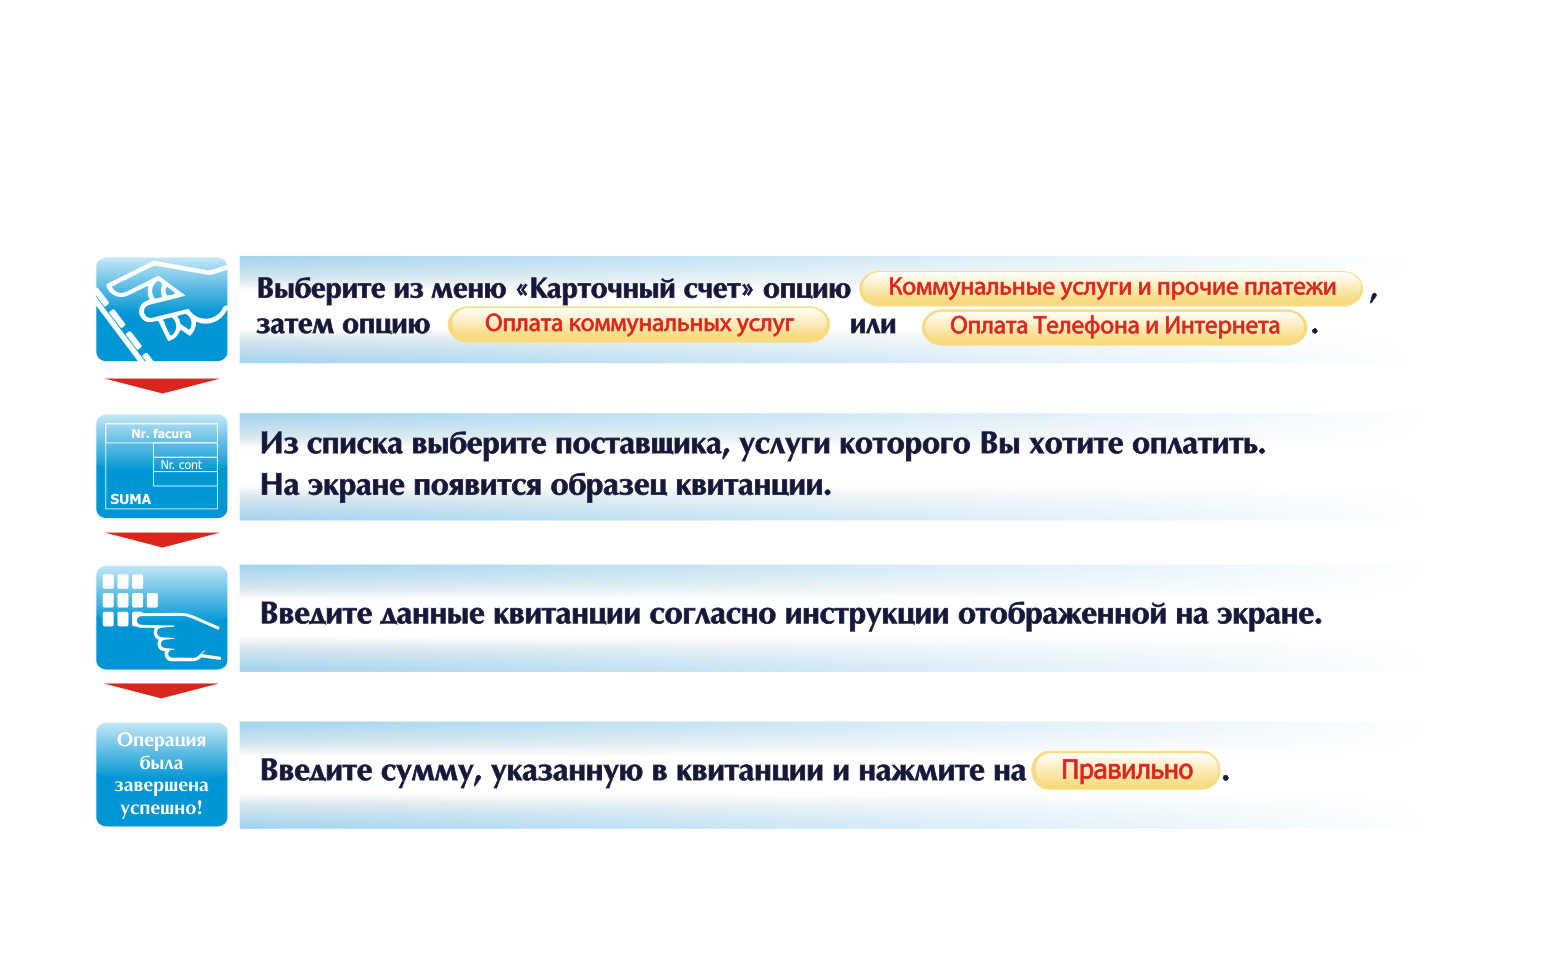 Выберите из меню «Карточный счет» опцию Коммунальные услуги и прочие платежи ,
затем опцию Оплата коммунальных услуг или Оплата Телефона и Интернета .
Nr. facura
Nr. cont
SUMA
Из списка выберите поставщика, услуги которого Вы хотите оплатить.
На экране появится образец квитанции.
Введите данные квитанции согласно инструкции отображенной на экране.
Операция
была
завершена
успешно!
Введите сумму, указанную в квитанции и нажмите на Правильно .